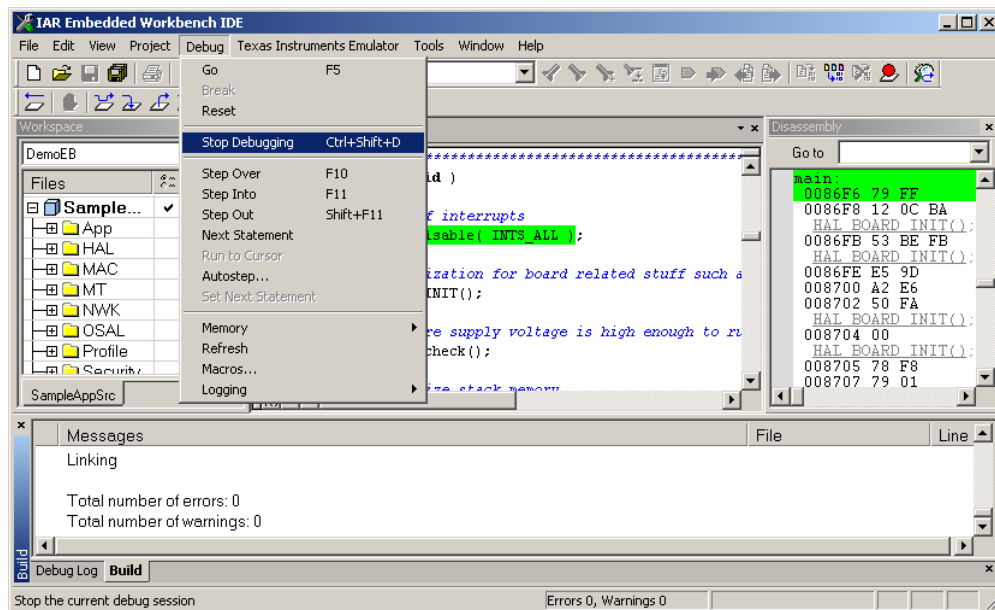 IAR Embedded Workbench IDE
File Edit View Project Debug Texas Instruments Emulator Tools Window Help
Go F5
Break
Reset
Stop Debugging Ctrl+Shift+D
Step Over F10
Step Into F11
Step Out Shift+F11
Next Statement
Run to Cursor
Autostep...
Set Next Statement
Memory
Refresh
Macros...
Logging
Workspace
DemoEB
Files
Sample...
App
HAL
MAC
MT
NWK
OSAL
Profile
Security
SampleAppSrc
id )
f interrupts
isable( INTS_ALL );
ization for board related stuff such a
INIT();
re supply voltage is high enough to ru
check();
ize stack memory
Disassembly
Go to
main:
0086F6 79 FF
0086F8 12 0C BA
HAL_BOARD_INIT();
0086FB 53 BE FB
HAL_BOARD_INIT();
0086FE E5 9D
008700 A2 E6
008702 50 FA
HAL_BOARD_INIT();
008704 00
HAL_BOARD_INIT();
008705 78 F8
008707 79 01
Messages File Line
Linking
Total number of errors: 0
Total number of warnings: 0
Build
Debug Log Build
Stop the current debug session Errors 0, Warnings 0